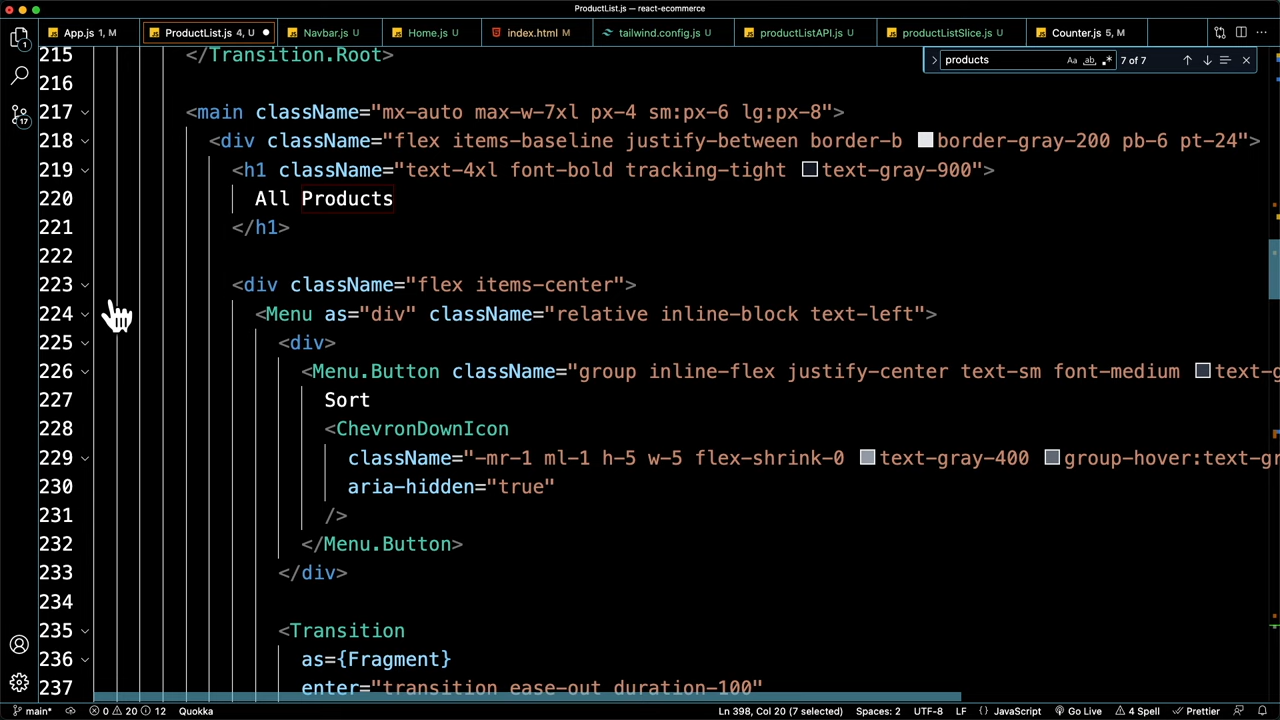 ProductList.js — react-ecommerce
App.js 1, M
ProductList.js 4, U
Navbar.js U
Home.js U
index.html M
tailwind.config.js U
productListAPI.js U
productListSlice.js U
Counter.js 5, M
products
Aa ab .*
7 of 7
215 </Transition.Root>
216
217 <main className="mx-auto max-w-7xl px-4 sm:px-6 lg:px-8">
218 <div className="flex items-baseline justify-between border-b border-gray-200 pb-6 pt-24">
219 <h1 className="text-4xl font-bold tracking-tight text-gray-900">
220 All Products
221 </h1>
222
223 <div className="flex items-center">
224 <Menu as="div" className="relative inline-block text-left">
225 <div>
226 <Menu.Button className="group inline-flex justify-center text-sm font-medium text-g
227 Sort
228 <ChevronDownIcon
229 className="-mr-1 ml-1 h-5 w-5 flex-shrink-0 text-gray-400 group-hover:text-gr
230 aria-hidden="true"
231 />
232 </Menu.Button>
233 </div>
234
235 <Transition
236 as={Fragment}
237 enter="transition ease-out duration-100"
17
main* 0 20 12 Quokka Ln 398, Col 20 (7 selected) Spaces: 2 UTF-8 LF {} JavaScript Go Live 4 Spell Prettier